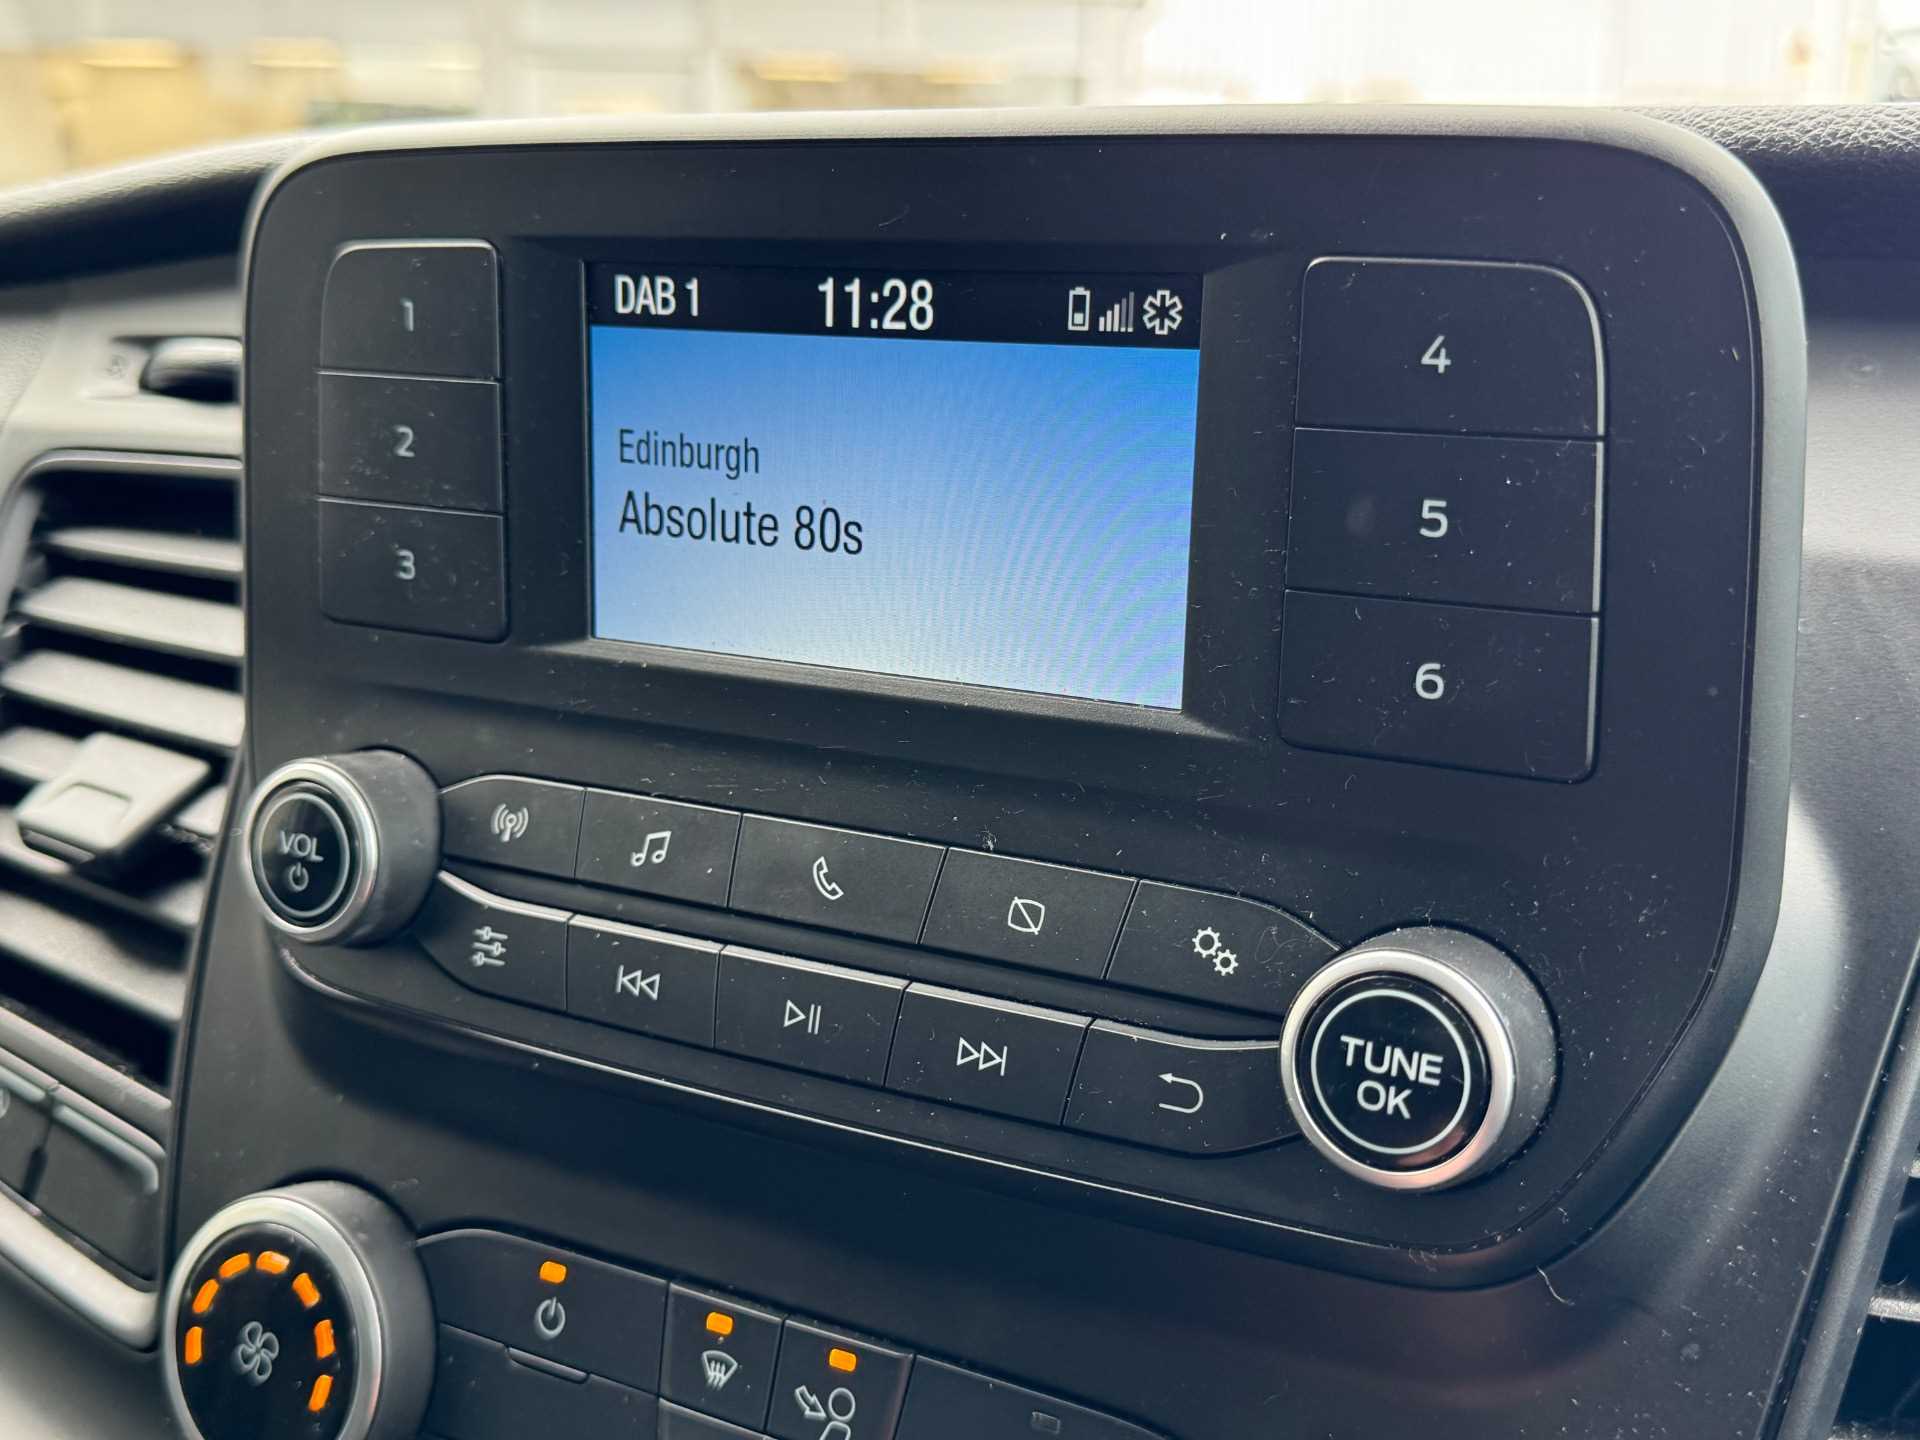 DAB 1 11:28
Edinburgh
Absolute 80s
1
2
3
4
5
6
VOL
TUNE
OK